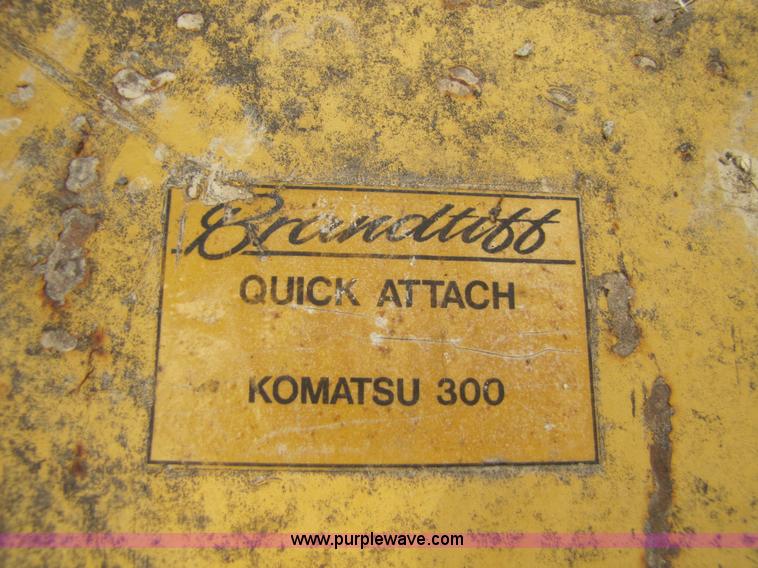 Brandtiff
QUICK ATTACH
KOMATSU 300
www.purplewave.com